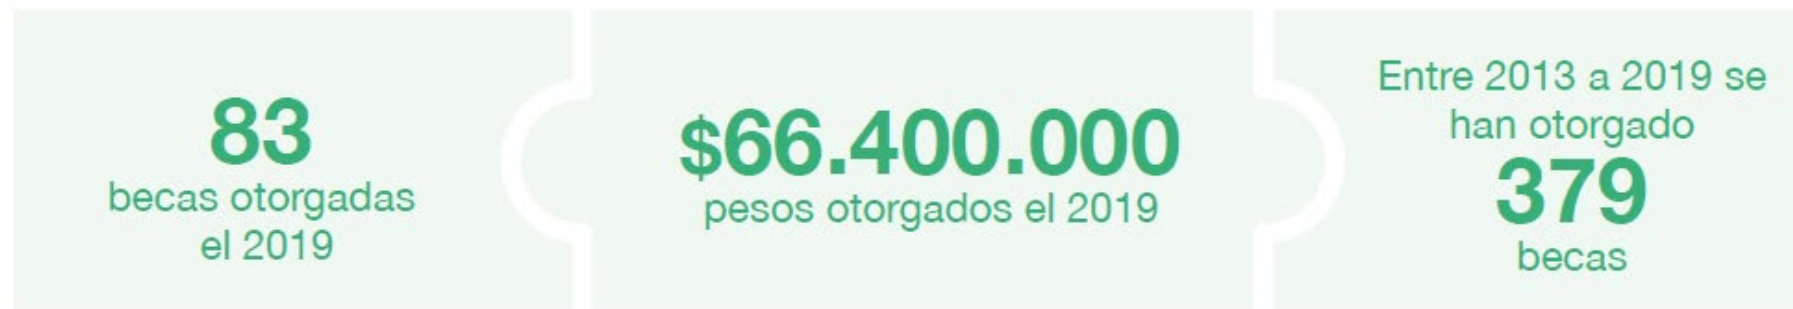 83
becas otorgadas
el 2019
$66.400.000
pesos otorgados el 2019
Entre 2013 a 2019 se
han otorgado
379
becas